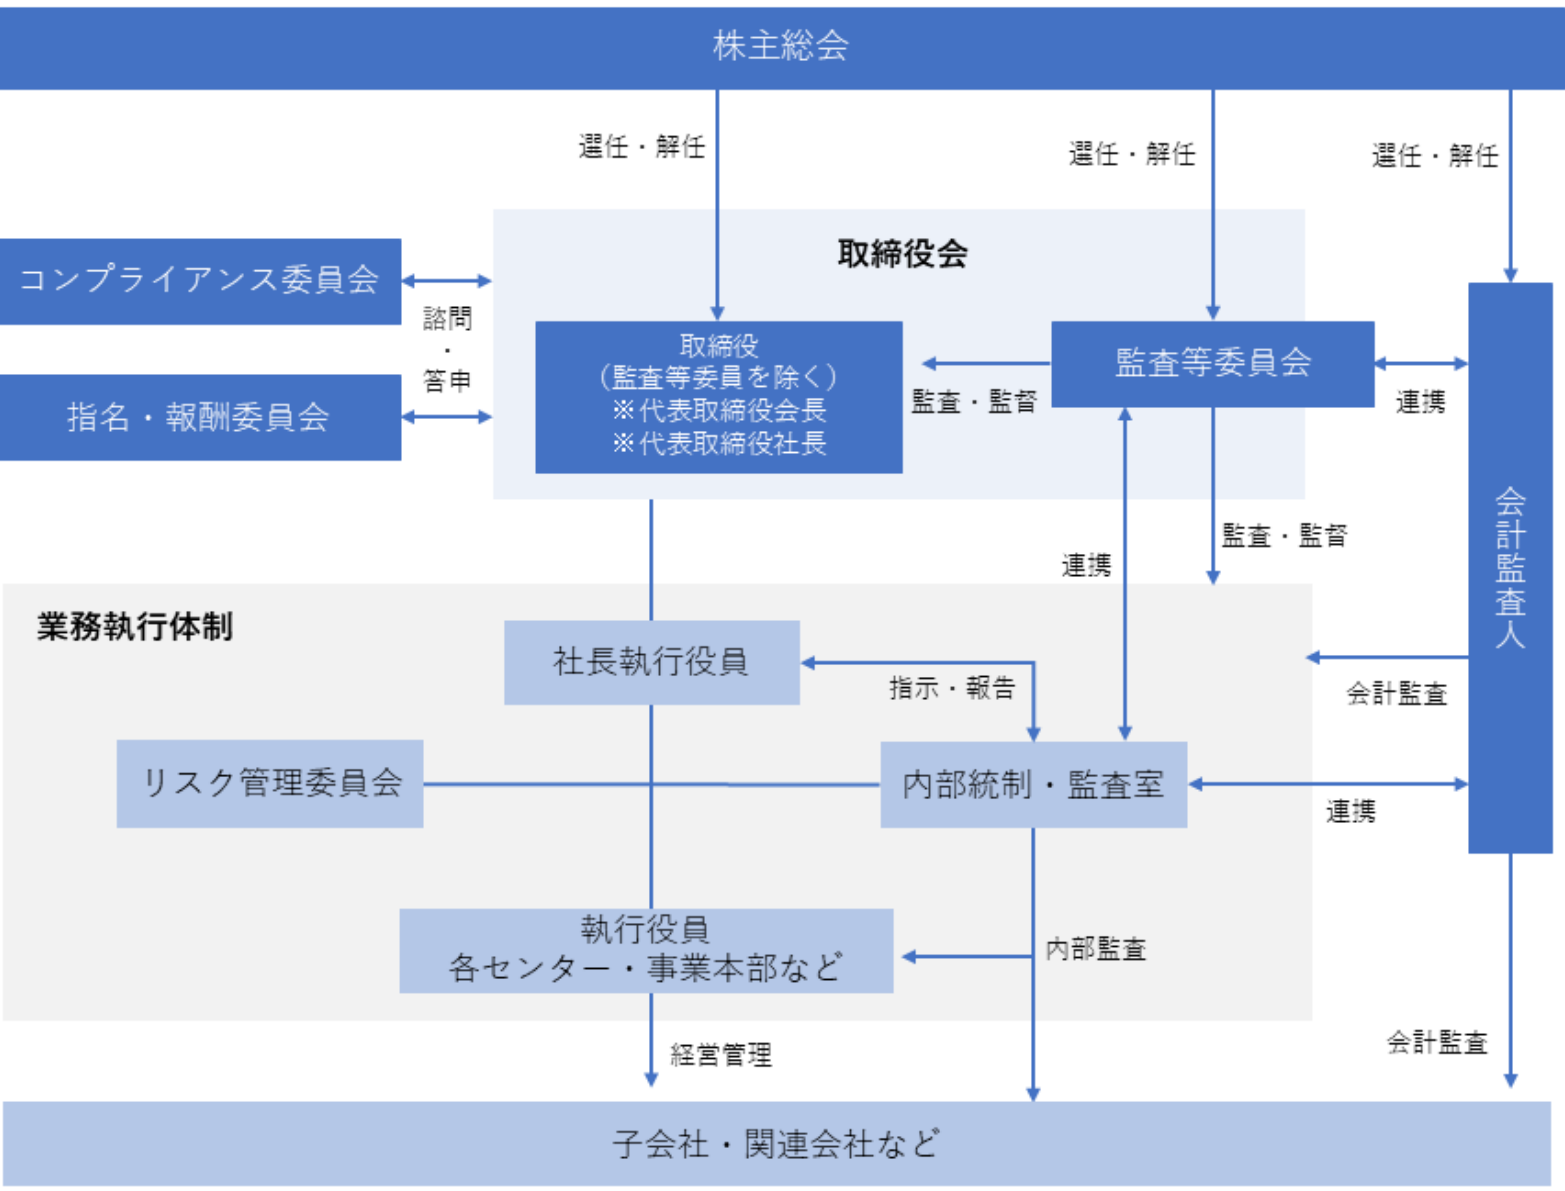 株主総会
選任・解任
選任・解任
選任・解任
取締役会
コンプライアンス委員会
諮問
・
答申
指名・報酬委員会
取締役
（監査等委員を除く）
※代表取締役会長
※代表取締役社長
監査・監督
監査等委員会
連携
会計監査人
連携
監査・監督
業務執行体制
社長執行役員
指示・報告
会計監査
リスク管理委員会
内部統制・監査室
連携
執行役員
各センター・事業本部など
内部監査
経営管理
会計監査
子会社・関連会社など